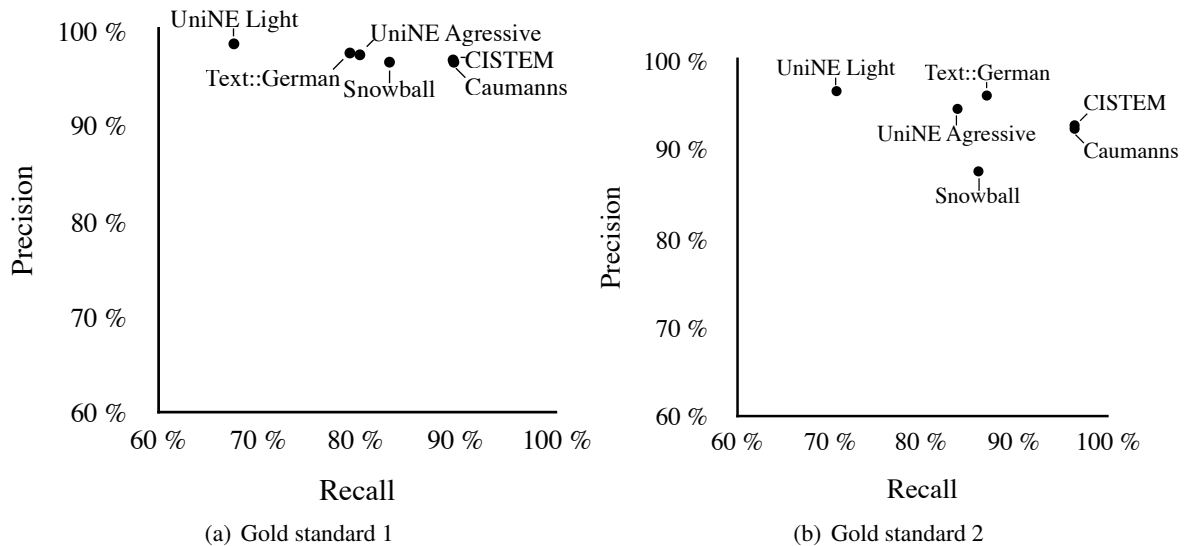 UniNE Light
100 %
UniNE Agressive
Text::German
CISTEM
Snowball
Caumanns
90 %
80 %
70 %
60 %
Precision
60 %
70 %
80 %
90 %
100 %
Recall
(a) Gold standard 1
100 %
UniNE Light
Text::German
CISTEM
UniNE Agressive
Caumanns
90 %
Snowball
80 %
70 %
60 %
Precision
60 %
70 %
80 %
90 %
100 %
Recall
(b) Gold standard 2